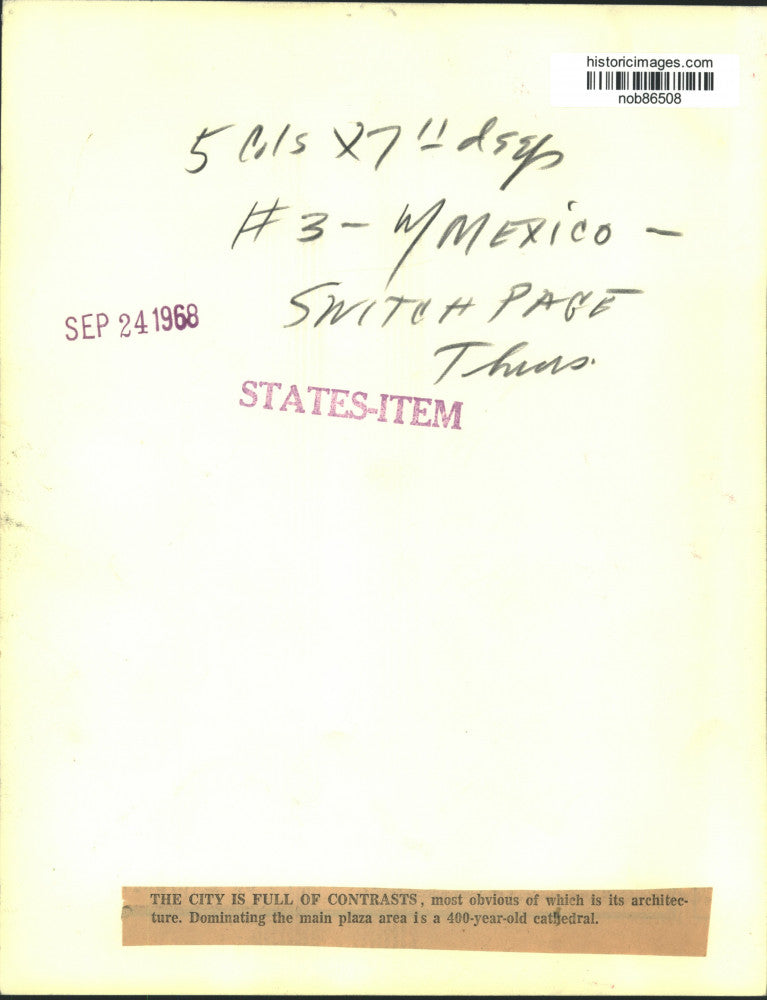 historicimages.com
nob86508
5 Cols X 7" deep
#3 - W/ MEXICO -
SWITCH PAGE
Thurs.
SEP 24 1968
STATES-ITEM
THE CITY IS FULL OF CONTRASTS, most obvious of which is its architec-
ture. Dominating the main plaza area is a 400-year-old cathedral.